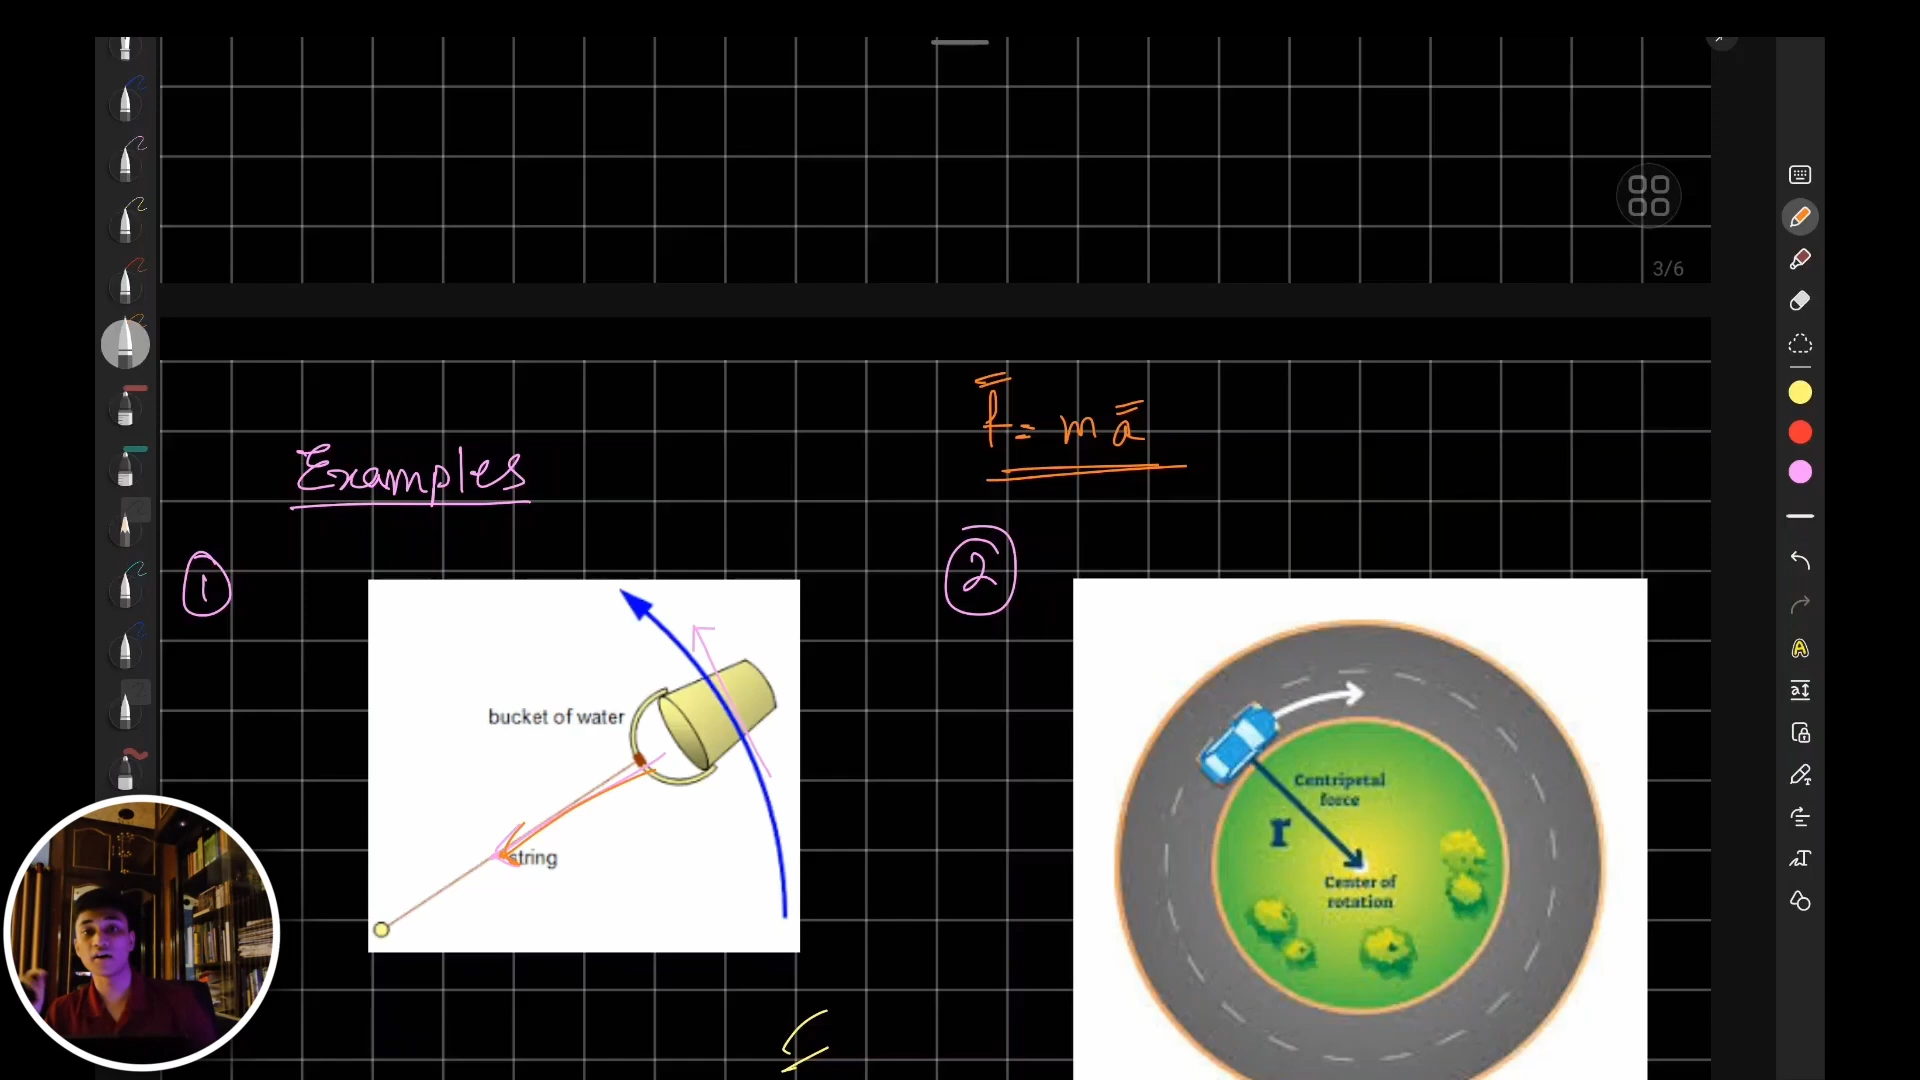 3/6
F = m a
Examples
1
2
bucket of water
string
Centripetal
force
r
Center of
rotation